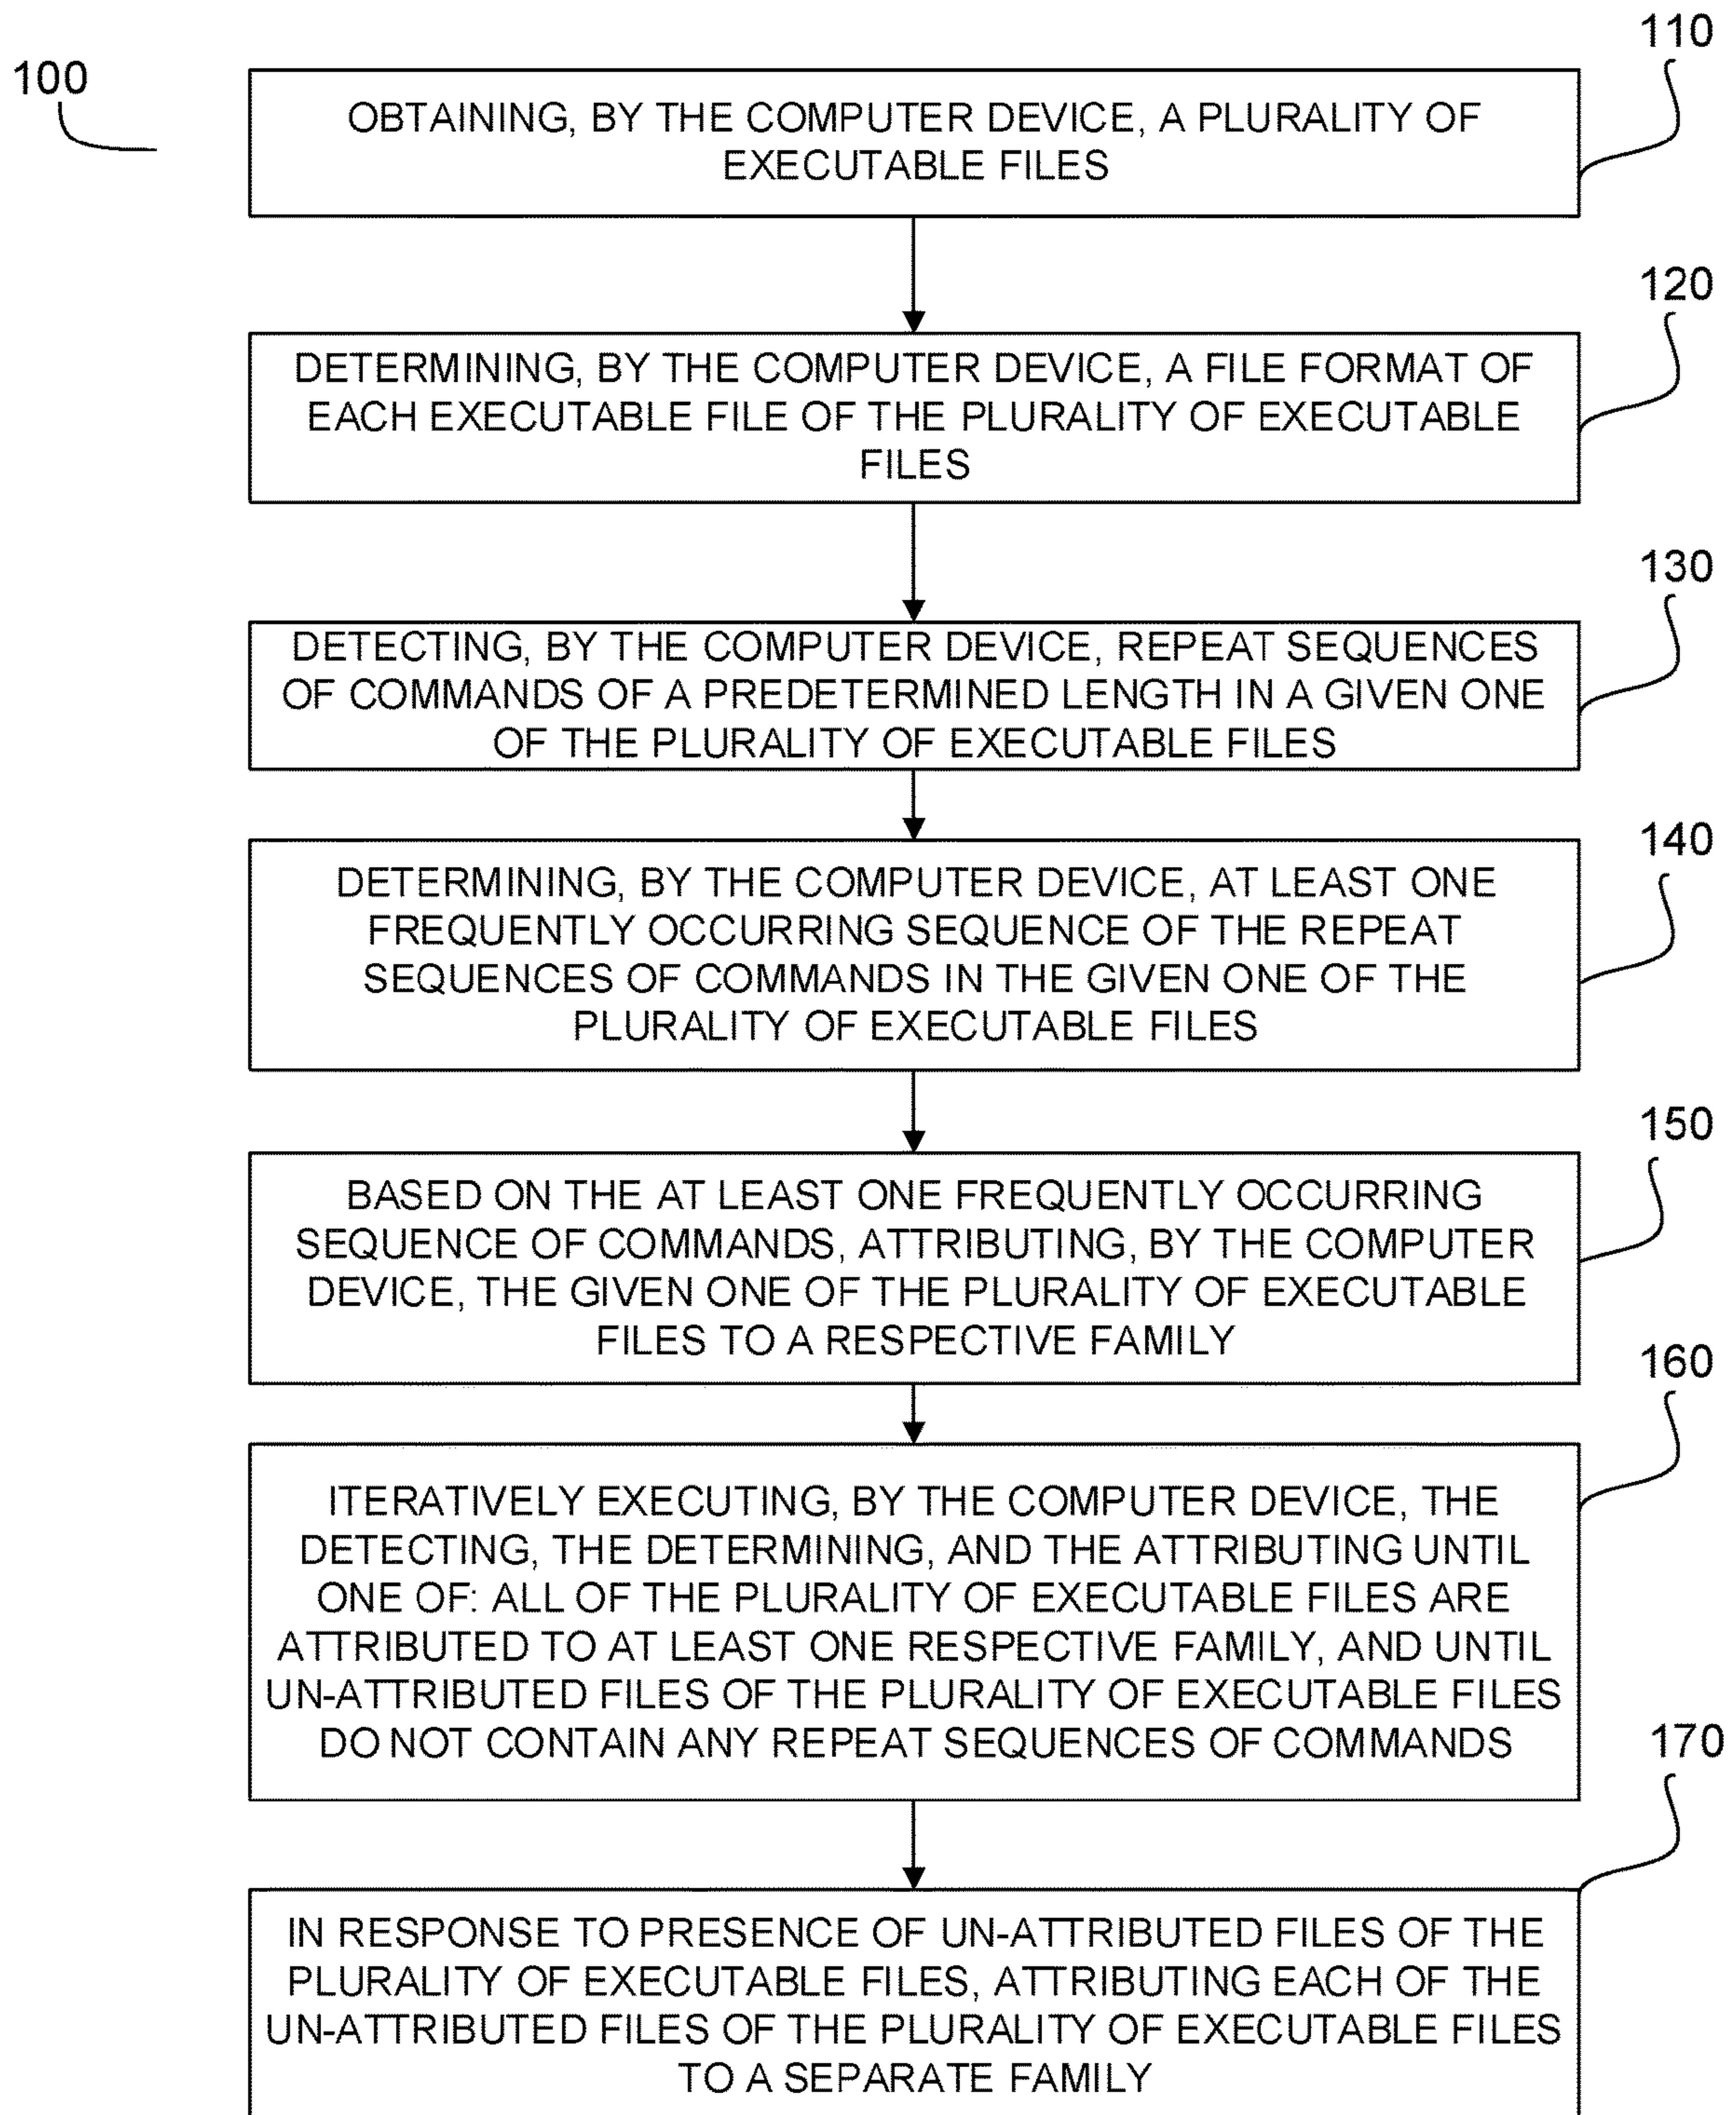 110
100
OBTAINING, BY THE COMPUTER DEVICE, A PLURALITY OF
EXECUTABLE FILES
120
DETERMINING, BY THE COMPUTER DEVICE, A FILE FORMAT OF
EACH EXECUTABLE FILE OF THE PLURALITY OF EXECUTABLE
FILES
130
DETECTING, BY THE COMPUTER DEVICE, REPEAT SEQUENCES
OF COMMANDS OF A PREDETERMINED LENGTH IN A GIVEN ONE
OF THE PLURALITY OF EXECUTABLE FILES
140
DETERMINING, BY THE COMPUTER DEVICE, AT LEAST ONE
FREQUENTLY OCCURRING SEQUENCE OF THE REPEAT
SEQUENCES OF COMMANDS IN THE GIVEN ONE OF THE
PLURALITY OF EXECUTABLE FILES
150
BASED ON THE AT LEAST ONE FREQUENTLY OCCURRING
SEQUENCE OF COMMANDS, ATTRIBUTING, BY THE COMPUTER
DEVICE, THE GIVEN ONE OF THE PLURALITY OF EXECUTABLE
FILES TO A RESPECTIVE FAMILY
160
ITERATIVELY EXECUTING, BY THE COMPUTER DEVICE, THE
DETECTING, THE DETERMINING, AND THE ATTRIBUTING UNTIL
ONE OF: ALL OF THE PLURALITY OF EXECUTABLE FILES ARE
ATTRIBUTED TO AT LEAST ONE RESPECTIVE FAMILY, AND UNTIL
UN-ATTRIBUTED FILES OF THE PLURALITY OF EXECUTABLE FILES
DO NOT CONTAIN ANY REPEAT SEQUENCES OF COMMANDS
170
IN RESPONSE TO PRESENCE OF UN-ATTRIBUTED FILES OF THE
PLURALITY OF EXECUTABLE FILES, ATTRIBUTING EACH OF THE
UN-ATTRIBUTED FILES OF THE PLURALITY OF EXECUTABLE FILES
TO A SEPARATE FAMILY